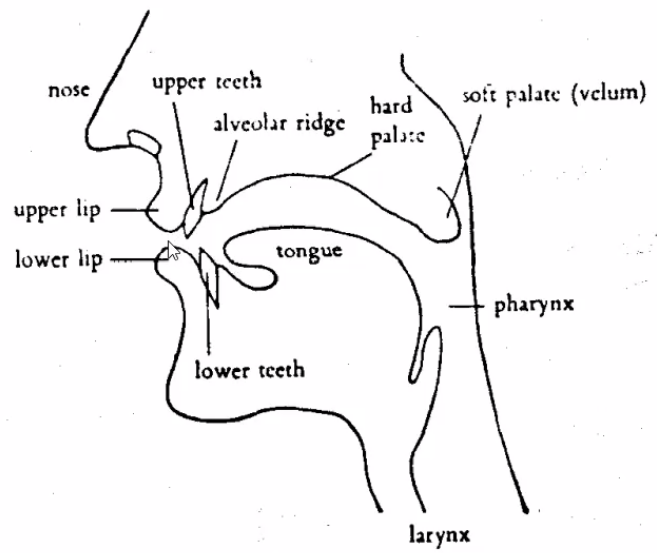 nose
upper teeth
alveolar ridge
hard
palate
soft palate (velum)
upper lip
lower lip
tongue
pharynx
lower teeth
larynx